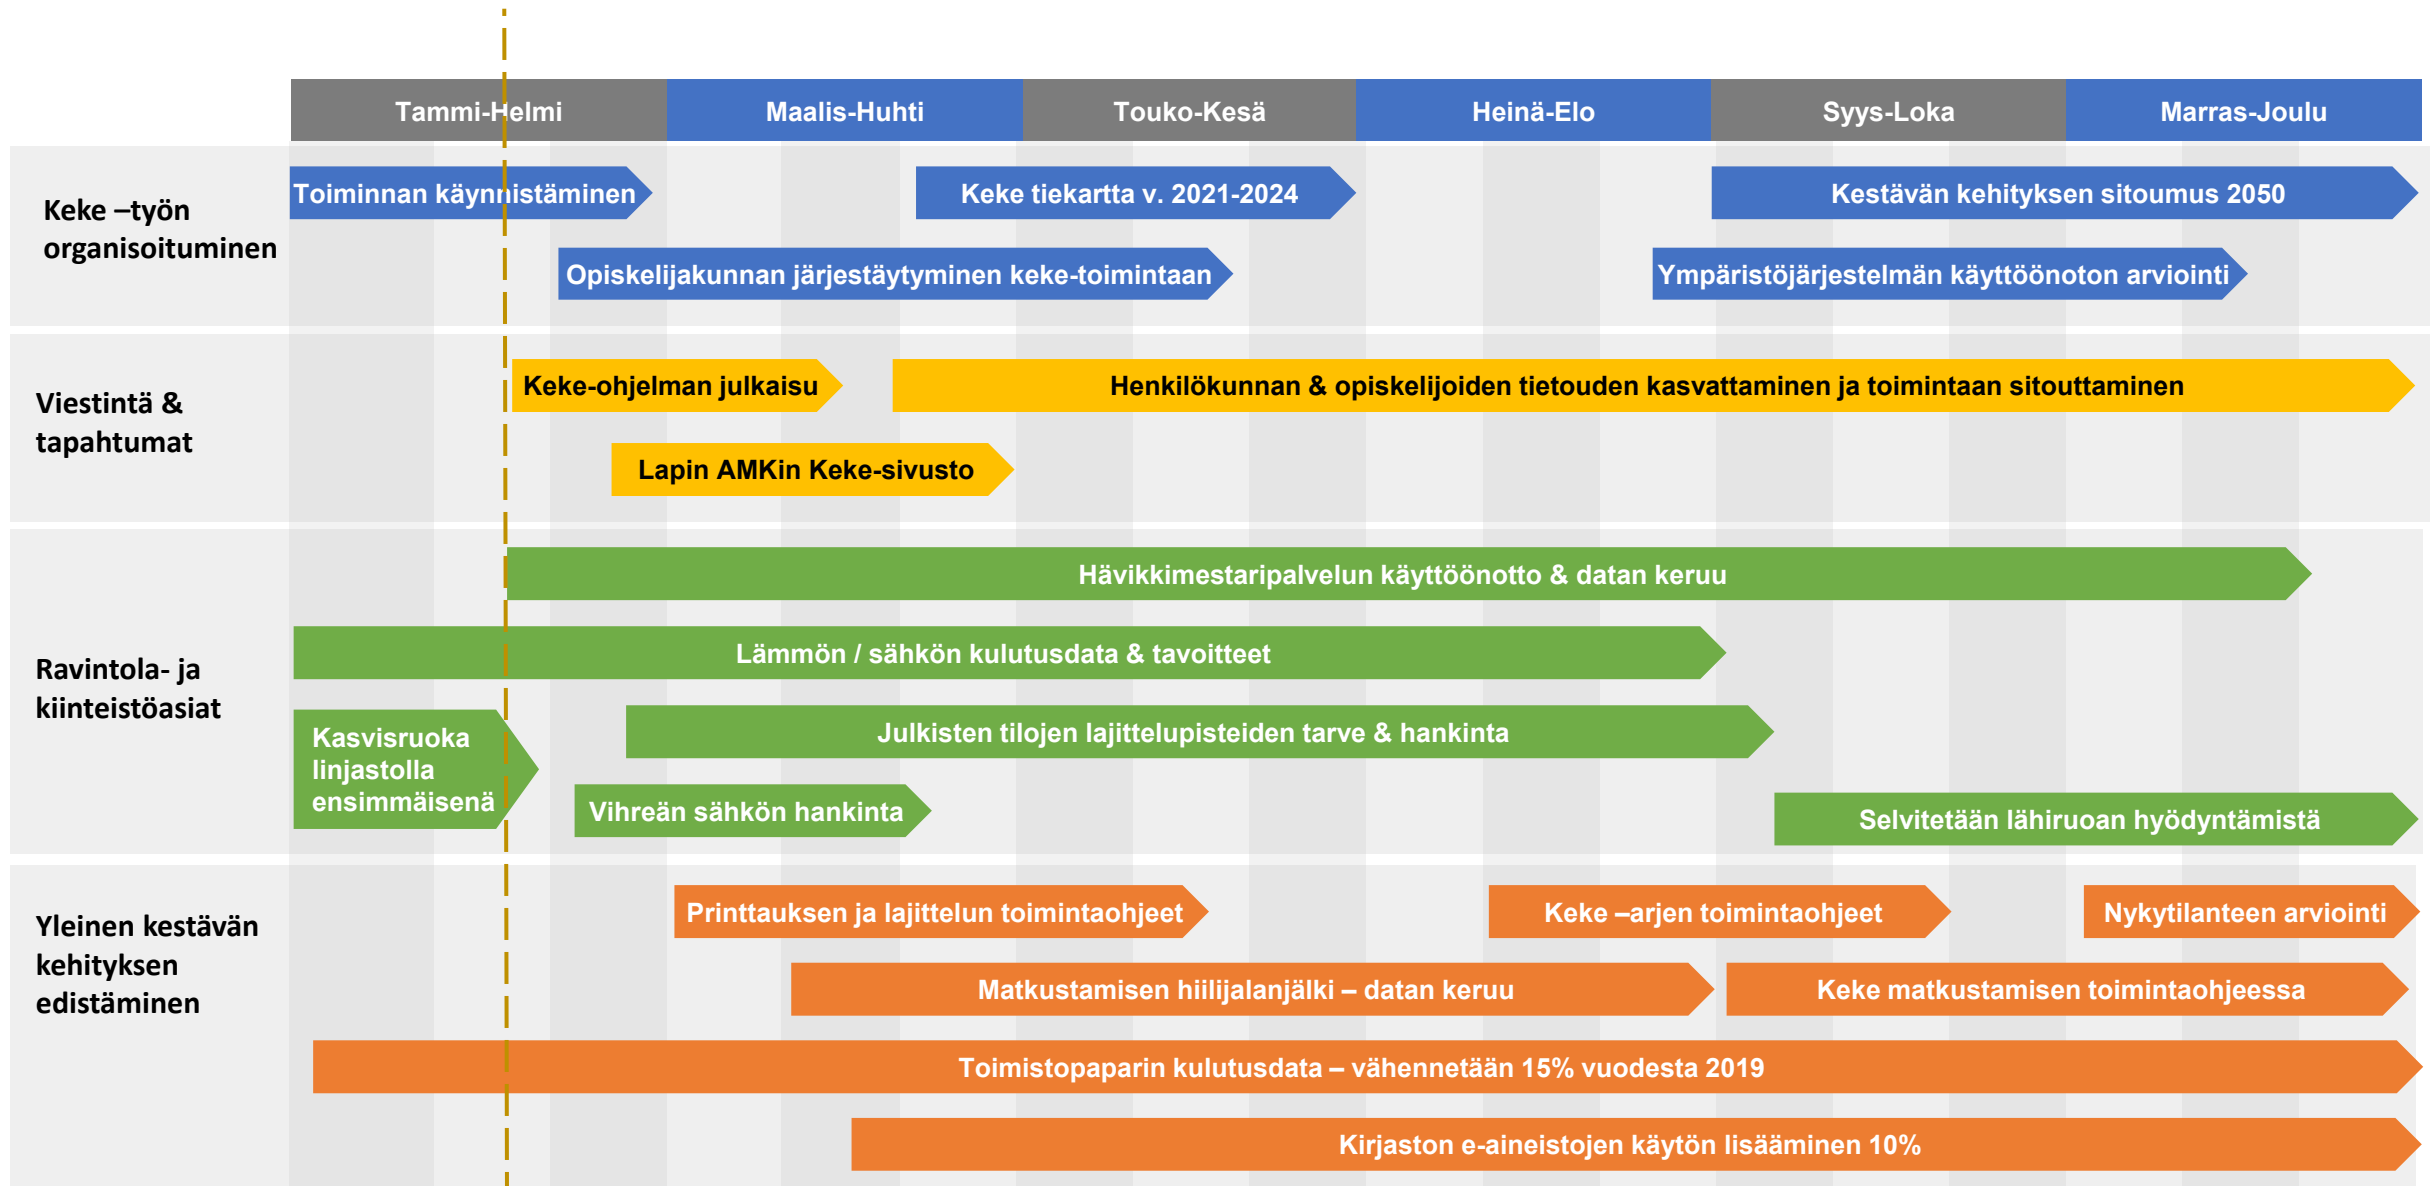 Tammi-Helmi
Maalis-Huhti
Touko-Kesä
Heinä-Elo
Syys-Loka
Marras-Joulu
Keke –työn
organisoituminen
Toiminnan käynnistäminen
Keke tiekartta v. 2021-2024
Kestävän kehityksen sitoumus 2050
Opiskelijakunnan järjestäytyminen keke-toimintaan
Ympäristöjärjestelmän käyttöönoton arviointi
Viestintä &
tapahtumat
Keke-ohjelman julkaisu
Henkilökunnan & opiskelijoiden tietouden kasvattaminen ja toimintaan sitouttaminen
Lapin AMKin Keke-sivusto
Ravintola- ja
kiinteistöasiat
Hävikkimestaripalvelun käyttöönotto & datan keruu
Lämmön / sähkön kulutusdata & tavoitteet
Kasvisruoka
linjastolla
ensimmäisenä
Julkisten tilojen lajittelupisteiden tarve & hankinta
Vihreän sähkön hankinta
Selvitetään lähiruoan hyödyntämistä
Yleinen kestävän
kehityksen
edistäminen
Printtauksen ja lajittelun toimintaohjeet
Keke –arjen toimintaohjeet
Nykytilanteen arviointi
Matkustamisen hiilijalanjälki – datan keruu
Keke matkustamisen toimintaohjeessa
Toimistopaparin kulutusdata – vähennetään 15% vuodesta 2019
Kirjaston e-aineistojen käytön lisääminen 10%